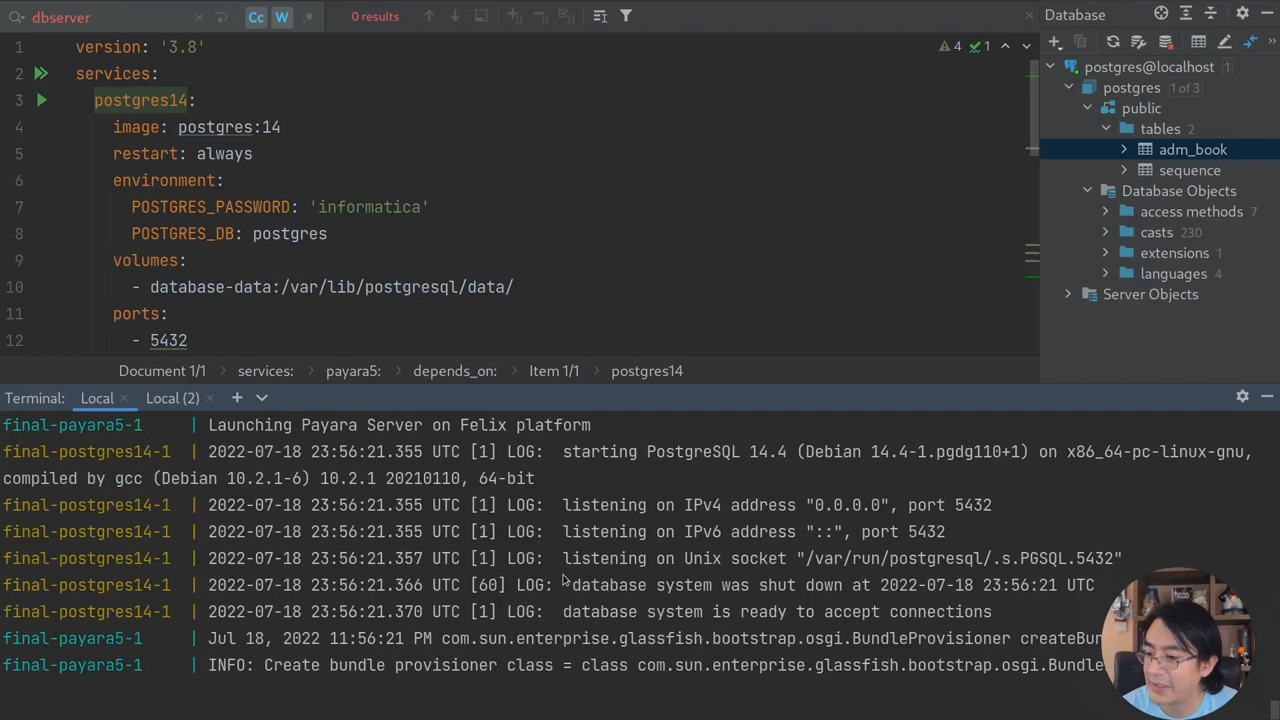 dbserver
Cc
W
.*
0 results
1 version: '3.8'
2 services:
3 postgres14:
4 image: postgres:14
5 restart: always
6 environment:
7 POSTGRES_PASSWORD: 'informatica'
8 POSTGRES_DB: postgres
9 volumes:
10 - database-data:/var/lib/postgresql/data/
11 ports:
12 - 5432
4 1
Document 1/1 services: payara5: depends_on: Item 1/1 postgres14
Database
postgres@localhost 1
postgres 1 of 3
public
tables 2
adm_book
sequence
Database Objects
access methods 7
casts 230
extensions 1
languages 4
Server Objects
Terminal: Local Local (2)
final-payara5-1 | Launching Payara Server on Felix platform
final-postgres14-1 | 2022-07-18 23:56:21.355 UTC [1] LOG: starting PostgreSQL 14.4 (Debian 14.4-1.pgdg110+1) on x86_64-pc-linux-gnu,
compiled by gcc (Debian 10.2.1-6) 10.2.1 20210110, 64-bit
final-postgres14-1 | 2022-07-18 23:56:21.355 UTC [1] LOG: listening on IPv4 address "0.0.0.0", port 5432
final-postgres14-1 | 2022-07-18 23:56:21.355 UTC [1] LOG: listening on IPv6 address "::", port 5432
final-postgres14-1 | 2022-07-18 23:56:21.357 UTC [1] LOG: listening on Unix socket "/var/run/postgresql/.s.PGSQL.5432"
final-postgres14-1 | 2022-07-18 23:56:21.366 UTC [60] LOG: database system was shut down at 2022-07-18 23:56:21 UTC
final-postgres14-1 | 2022-07-18 23:56:21.370 UTC [1] LOG: database system is ready to accept connections
final-payara5-1 | Jul 18, 2022 11:56:21 PM com.sun.enterprise.glassfish.bootstrap.osgi.BundleProvisioner createBun
final-payara5-1 | INFO: Create bundle provisioner class = class com.sun.enterprise.glassfish.bootstrap.osgi.Bundle